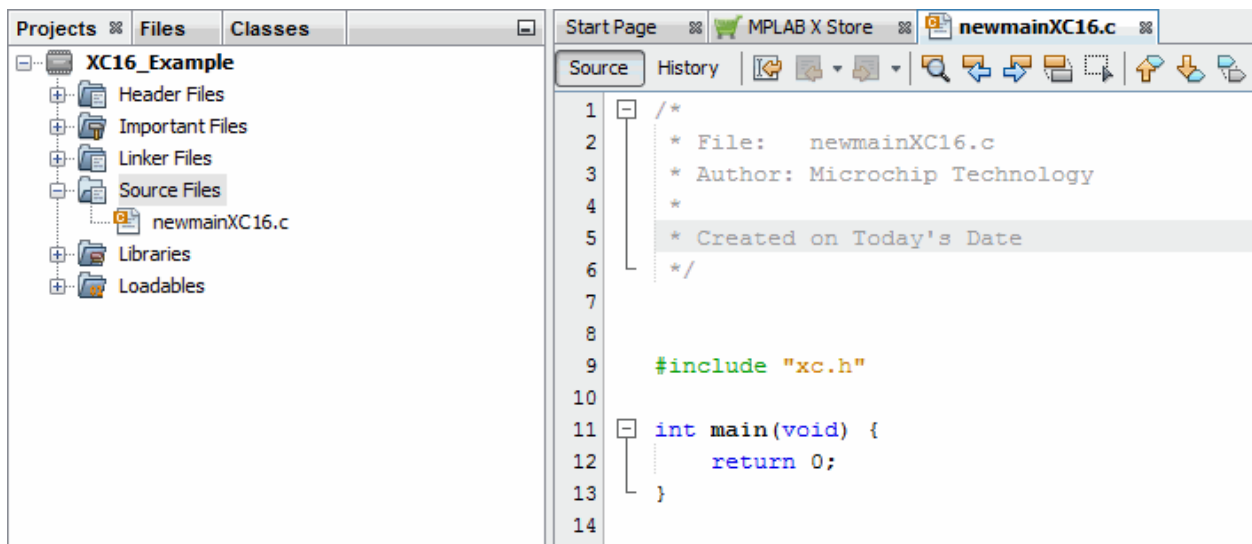 Projects Files Classes
XC16_Example
Header Files
Important Files
Linker Files
Source Files
newmainXC16.c
Libraries
Loadables
Start Page MPLAB X Store newmainXC16.c
Source History
1 /*
2 * File:   newmainXC16.c
3 * Author: Microchip Technology
4 *
5 * Created on Today's Date
6 */
7
8
9 #include "xc.h"
10
11 int main(void) {
12     return 0;
13 }
14